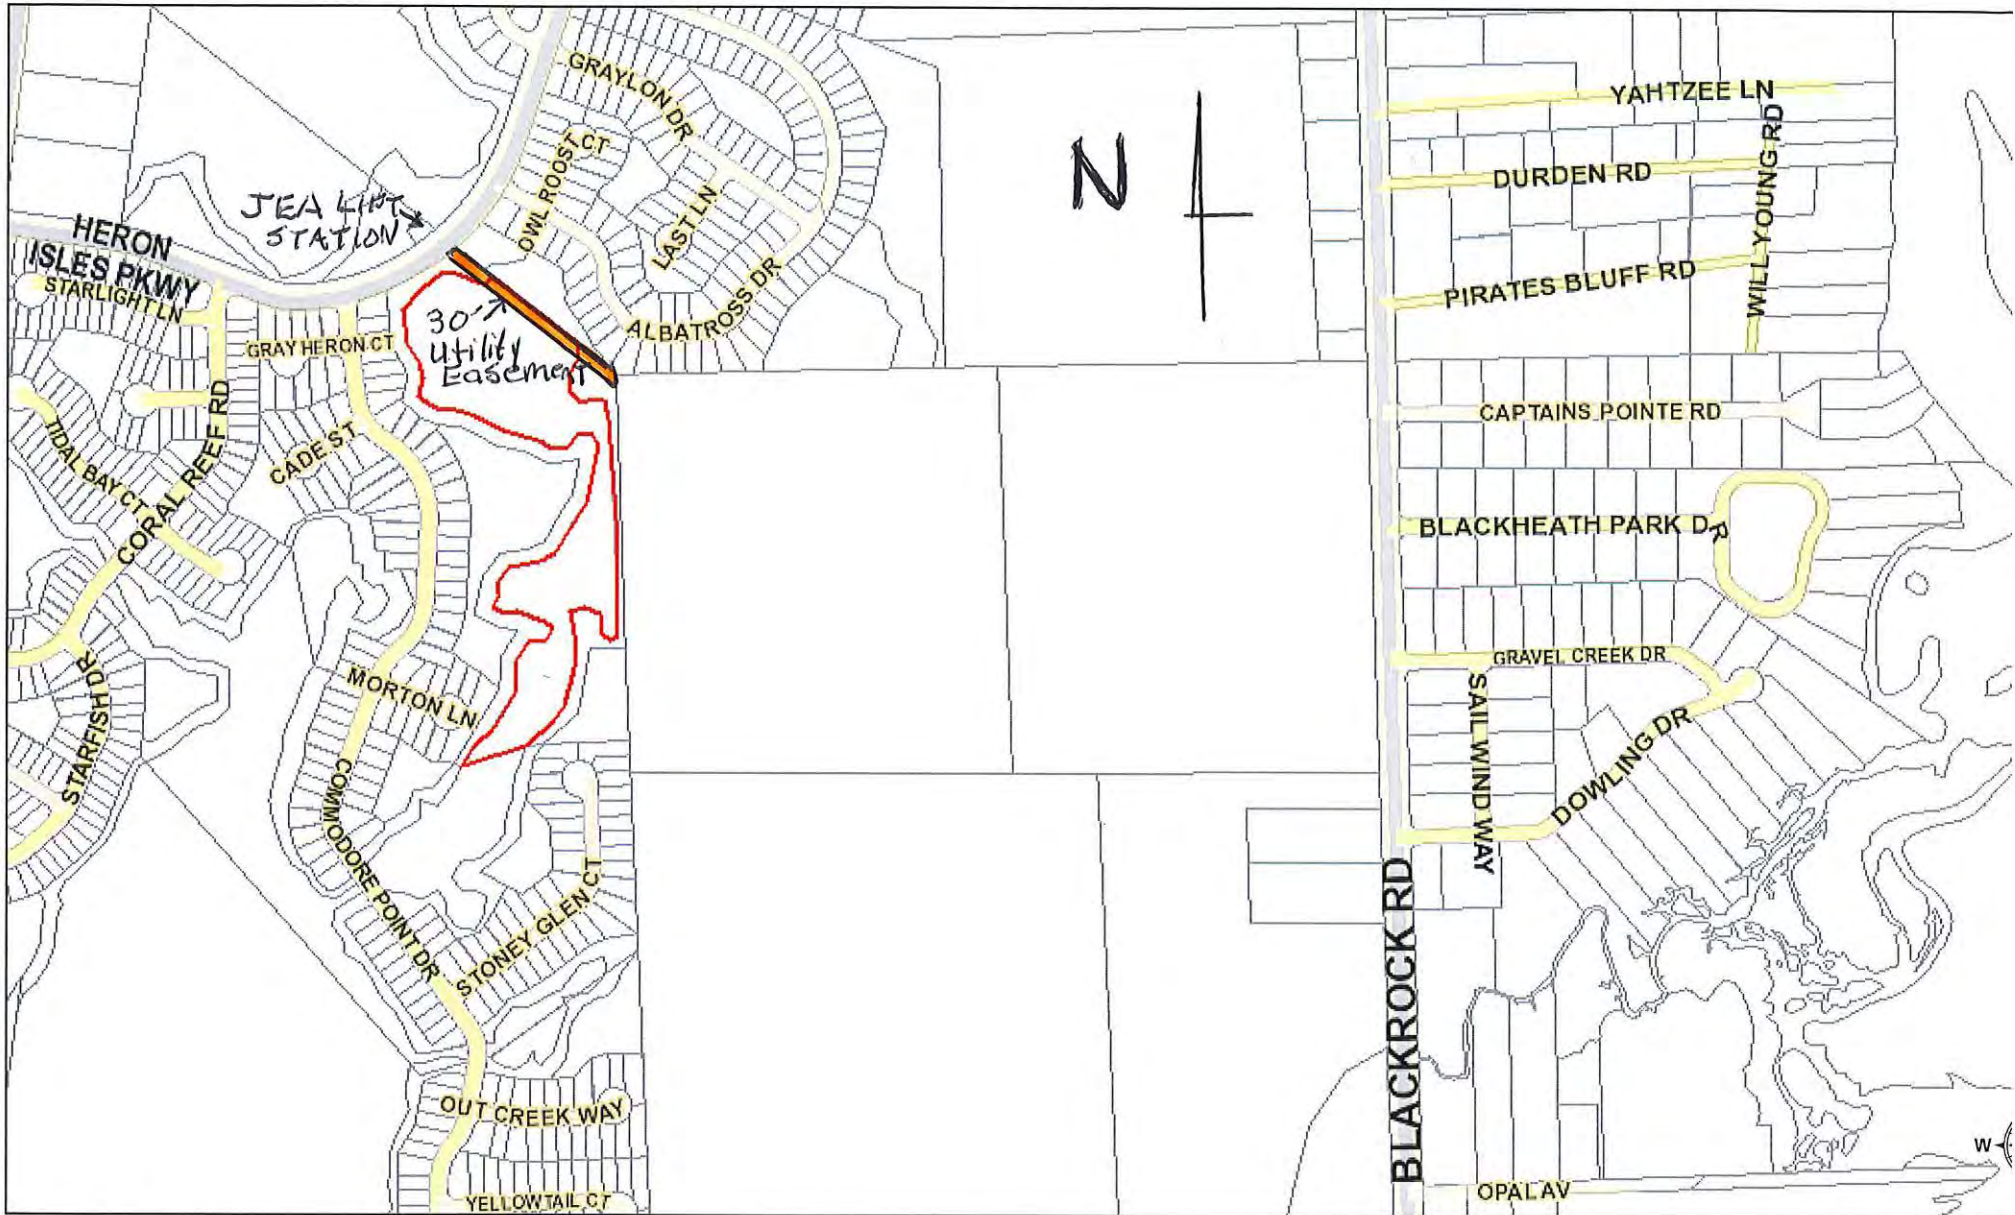 GRAYLON DR
YAHTZEE LN
OWL ROOST CT
N
DURDEN RD
WILL YOUNG RD
LAST LN
JEA LIFT
STATION
HERON
ISLES PKWY
STARLIGHT LN
PIRATES BLUFF RD
ALBATROSS DR
30'
Utility
Easement
GRAY HERON CT
CAPTAINS POINTE RD
CADE ST
TIDAL BAY CT
CORAL REEF RD
BLACKHEATH PARK DR
GRAVEL CREEK DR
STARFISH DR
MORTON LN
SAIL WIND WAY
DOWLING DR
COMMODORE POINT DR
STONEY GLEN CT
BLACKROCK RD
OUT CREEK WAY
W
YELLOWTAIL CT
OPAL AV